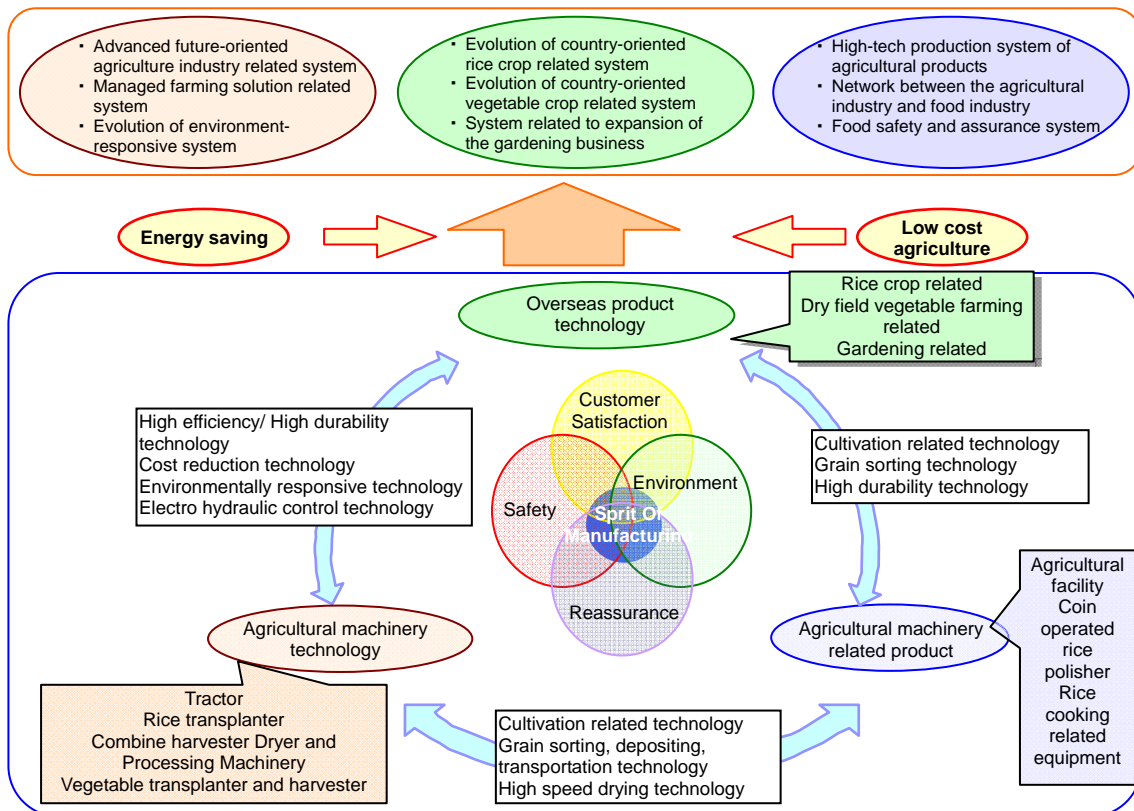 ▪ Advanced future-oriented
agriculture industry related system
▪ Managed farming solution related
system
▪ Evolution of environment-
responsive system
▪ Evolution of country-oriented
rice crop related system
▪ Evolution of country-oriented
vegetable crop related system
▪ System related to expansion of
the gardening business
▪ High-tech production system of
agricultural products
▪ Network between the agricultural
industry and food industry
▪ Food safety and assurance system
Energy saving
Low cost
agriculture
Overseas product
technology
Rice crop related
Dry field vegetable farming
related
Gardening related
High efficiency/ High durability
technology
Cost reduction technology
Environmentally responsive technology
Electro hydraulic control technology
Customer
Satisfaction
Environment
Safety
Sprit Of
Manufacturing
Reassurance
Cultivation related technology
Grain sorting technology
High durability technology
Agricultural machinery
technology
Agricultural machinery
related product
Agricultural
facility
Coin
operated
rice
polisher
Rice
cooking
related
equipment
Tractor
Rice transplanter
Combine harvester Dryer and
Processing Machinery
Vegetable transplanter and harvester
Cultivation related technology
Grain sorting, depositing,
transportation technology
High speed drying technology